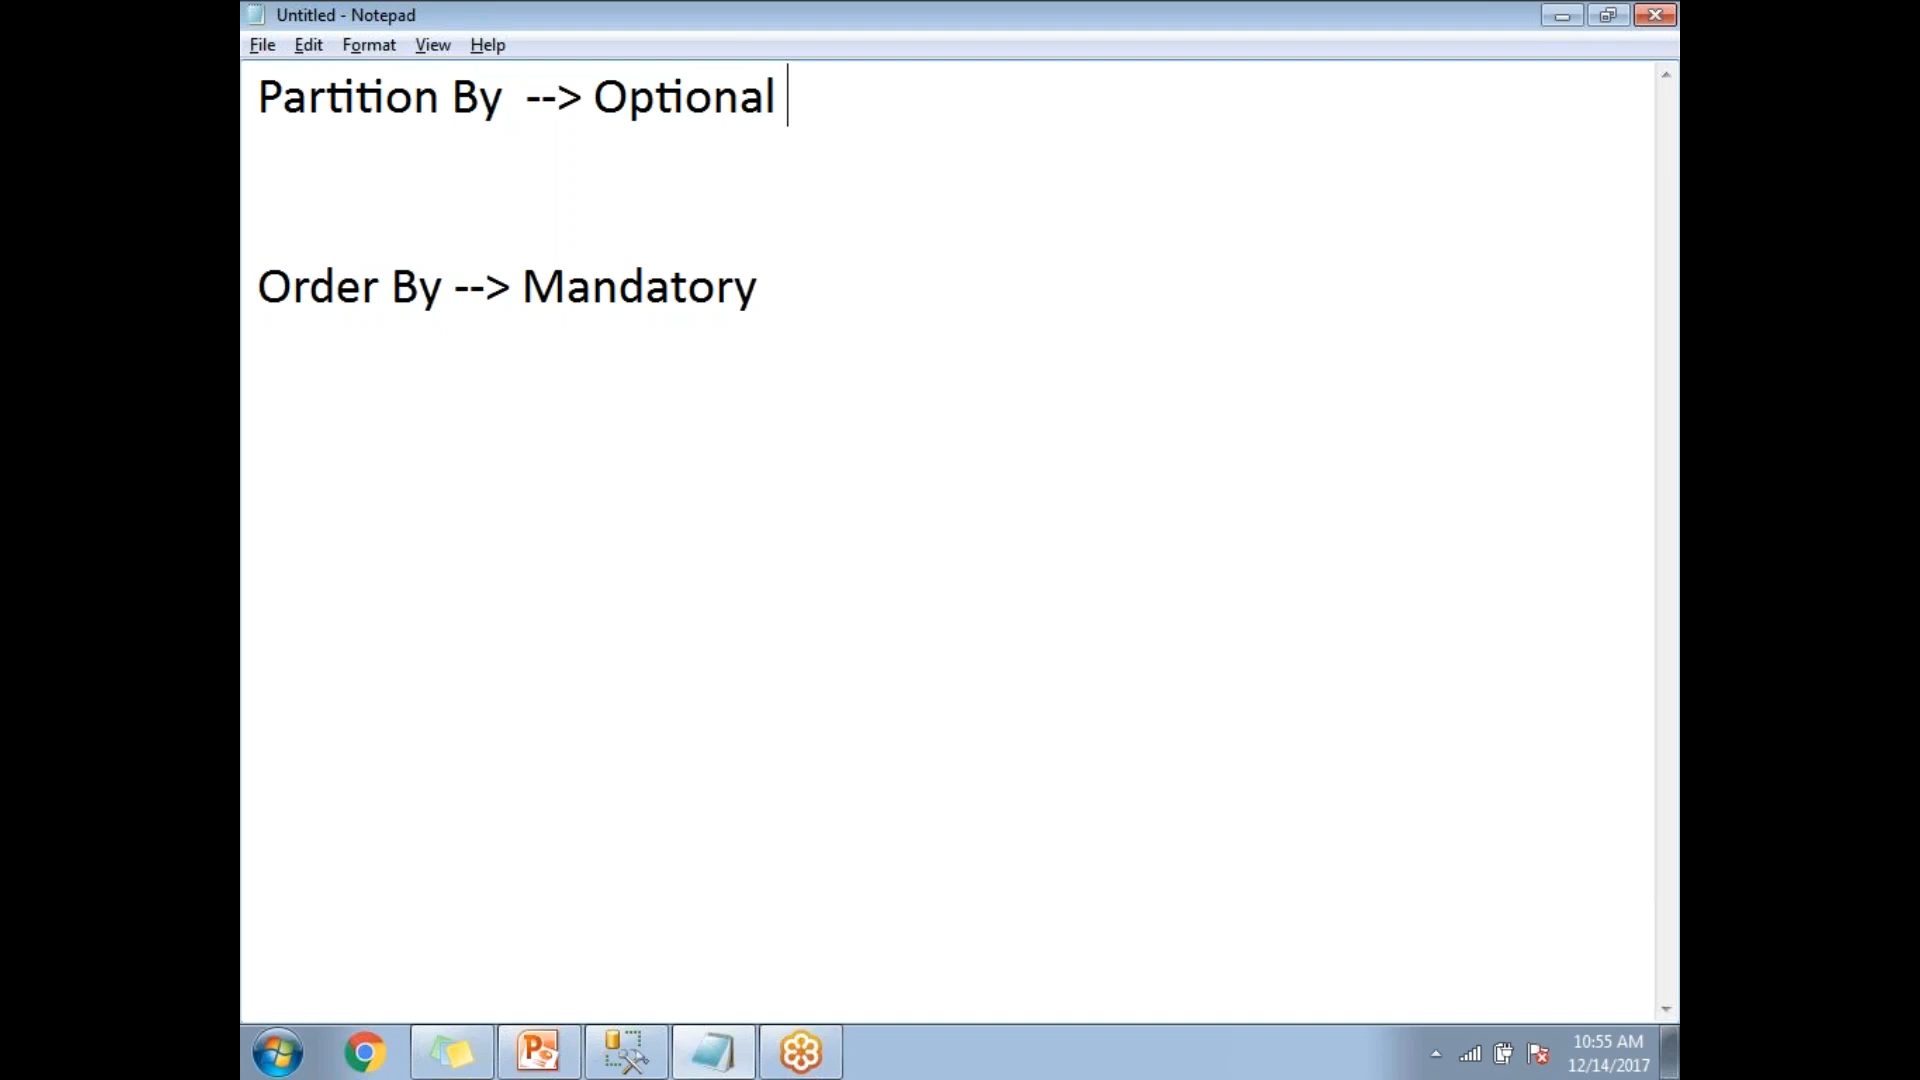 Untitled - Notepad
File Edit Format View Help
Partition By  --> Optional
Order By --> Mandatory
10:55 AM
12/14/2017